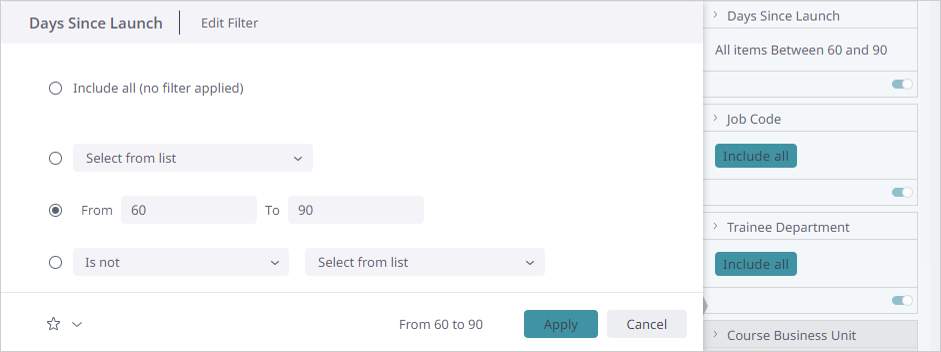 Days Since Launch
Edit Filter
Include all (no filter applied)
Select from list
From 60 To 90
Is not
Select from list
From 60 to 90
Apply
Cancel
Days Since Launch
All items Between 60 and 90
Job Code
Include all
Trainee Department
Include all
Course Business Unit